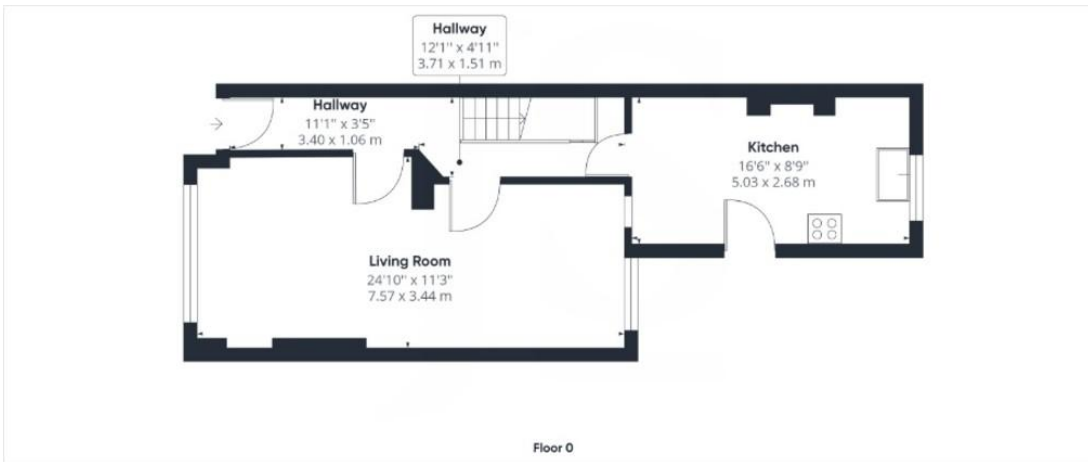 Hallway
12'1" x 4'11"
3.71 x 1.51 m
Hallway
11'1" x 3'5"
3.40 x 1.06 m
Kitchen
16'6" x 8'9"
5.03 x 2.68 m
Living Room
24'10" x 11'3"
7.57 x 3.44 m
Floor 0